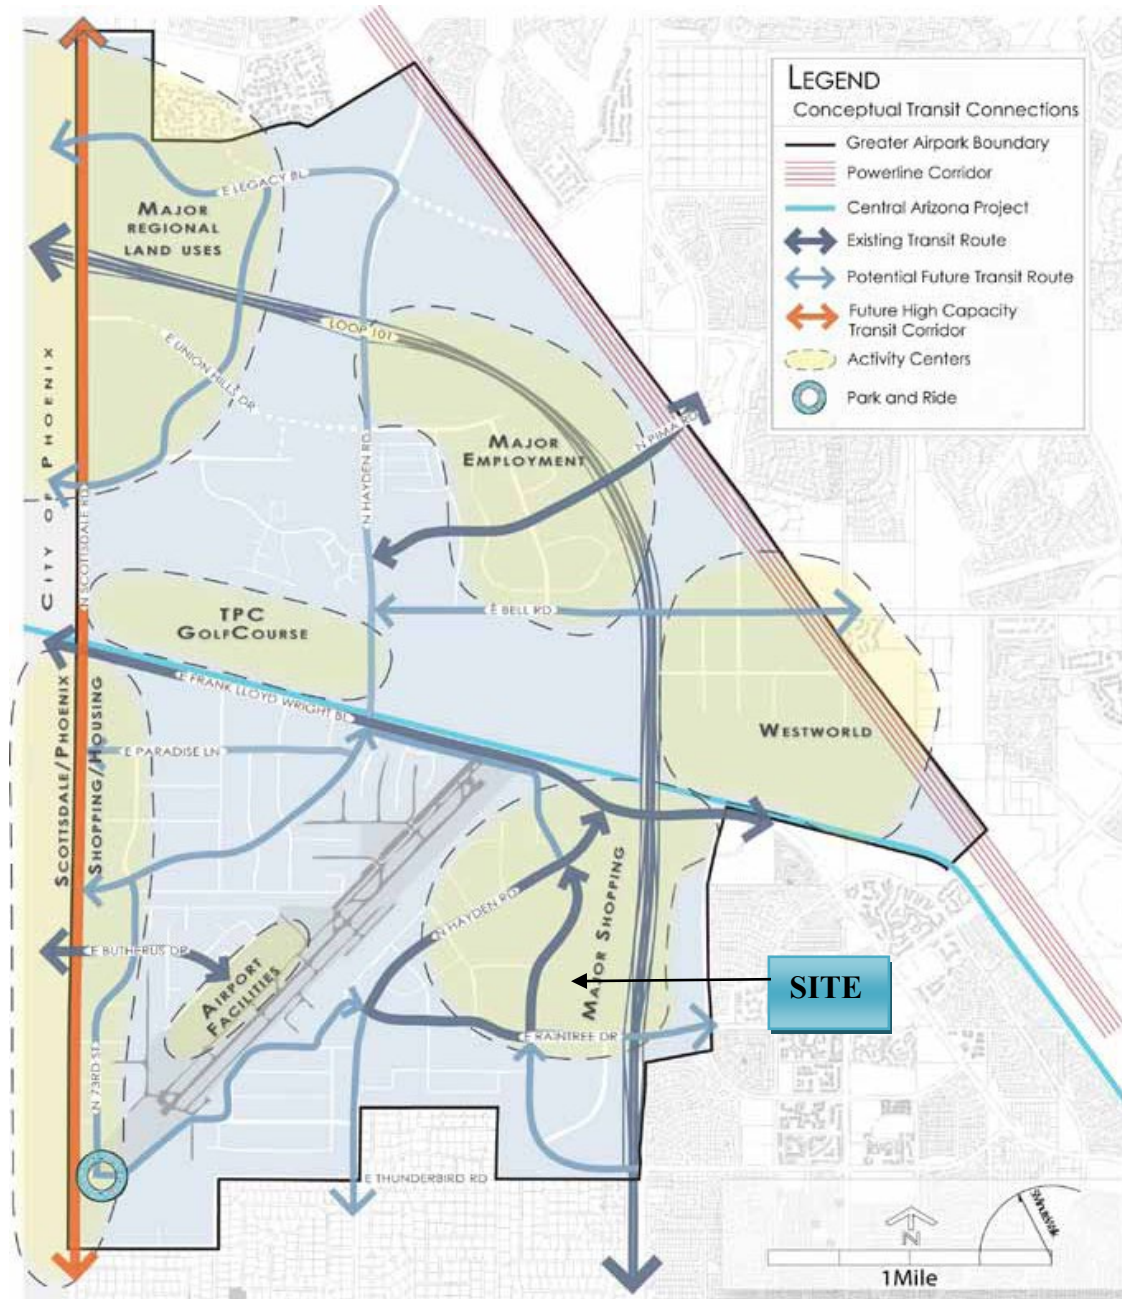 LEGEND
Conceptual Transit Connections
Greater Airpark Boundary
Powerline Corridor
Central Arizona Project
Existing Transit Route
Potential Future Transit Route
Future High Capacity
Transit Corridor
Activity Centers
Park and Ride
E LEGACY BL
MAJOR
REGIONAL
LAND USES
LOOP 101
E UNION HILLS DR
CITY OF PHOENIX
N SCOTTSDALE RD
N HAYDEN RD
MAJOR
EMPLOYMENT
N PIMA RD
TPC
GOLFCOURSE
E BELL RD
E FRANK LLOYD WRIGHT BL
WESTWORLD
SCOTTSDALE/PHOENIX
SHOPPING/HOUSING
E PARADISE LN
N HAYDEN RD
MAJOR SHOPPING
E BUTHERUS DR
AIRPORT
FACILITIES
SITE
E RAINTREE DR
N 73RD ST
E THUNDERBIRD RD
5MinuteWalk
N
1Mile